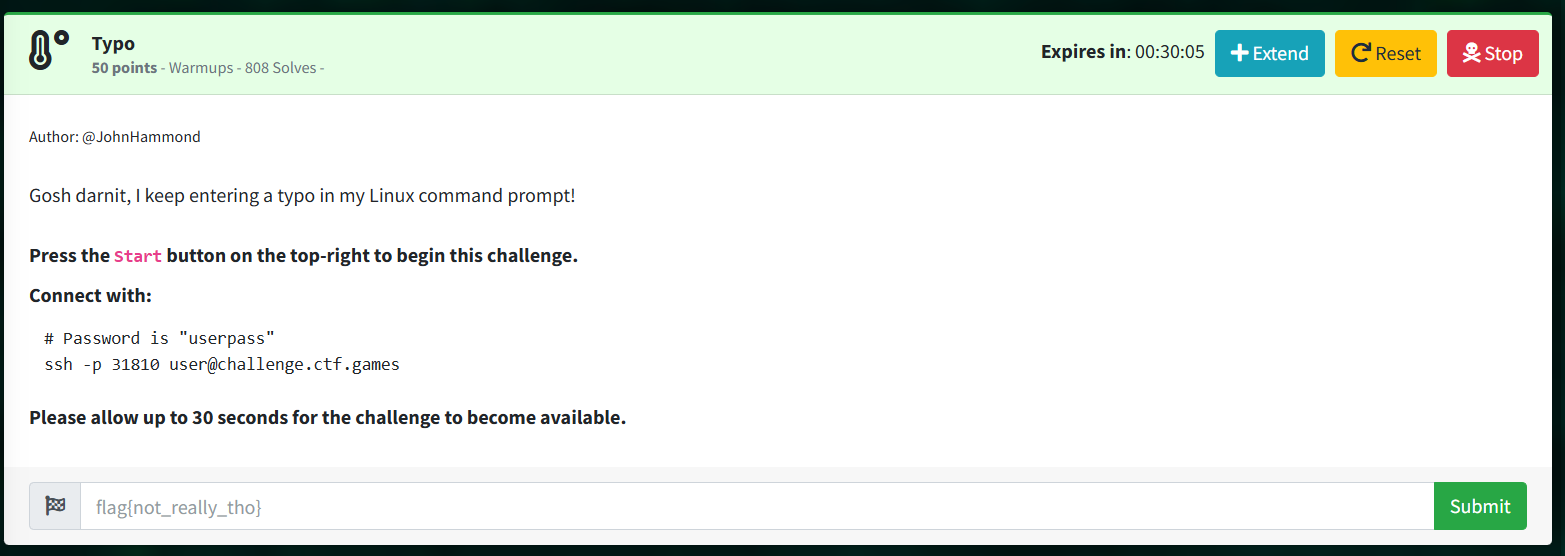 Typo
50 points - Warmups - 808 Solves -
Expires in: 00:30:05
Extend
Reset
Stop
Author: @JohnHammond
Gosh darnit, I keep entering a typo in my Linux command prompt!
Press the Start button on the top-right to begin this challenge.
Connect with:
# Password is "userpass"
ssh -p 31810 user@challenge.ctf.games
Please allow up to 30 seconds for the challenge to become available.
flag{not_really_tho}
Submit